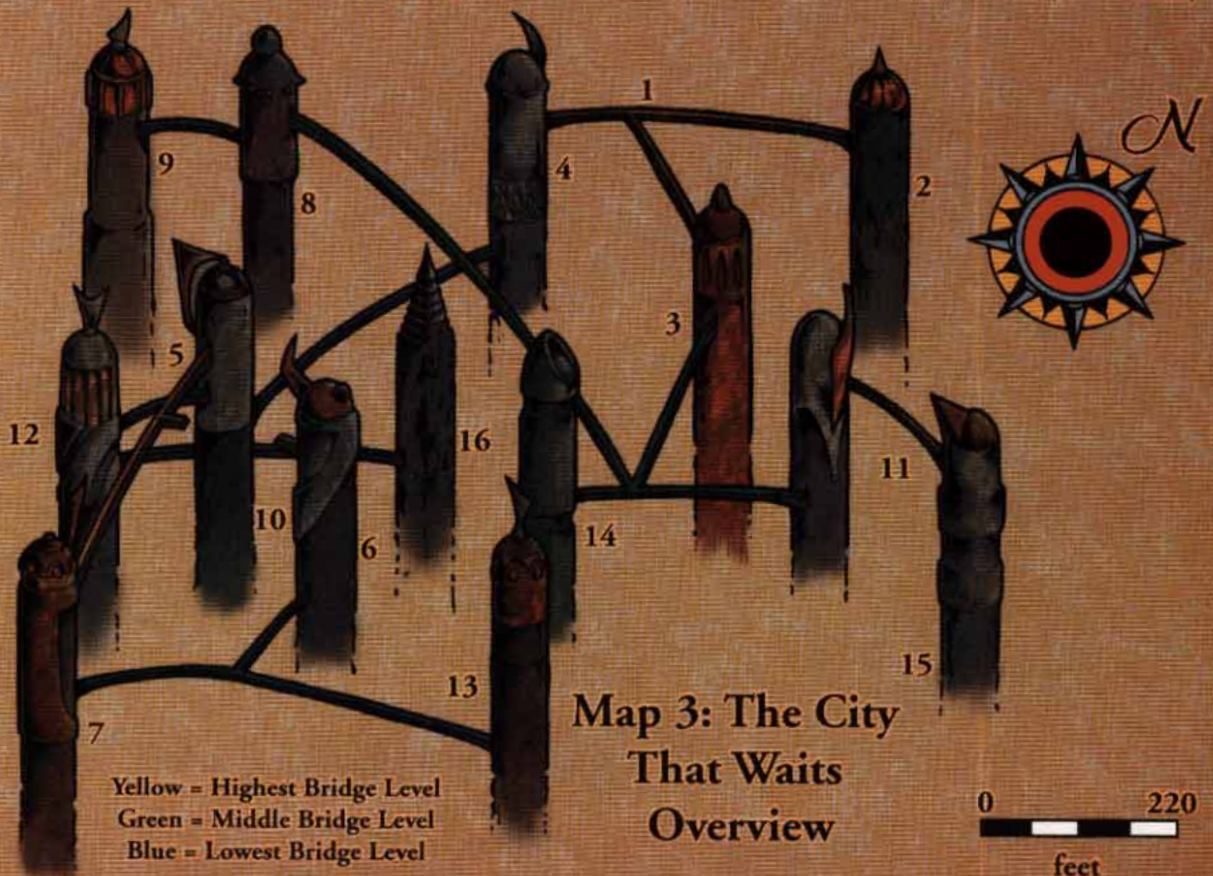 1
N
9
4
2
8
3
5
12
16
11
10
14
6
15
13
7
Map 3: The City
That Waits
Overview
Yellow = Highest Bridge Level
Green = Middle Bridge Level
Blue = Lowest Bridge Level
0 220
feet